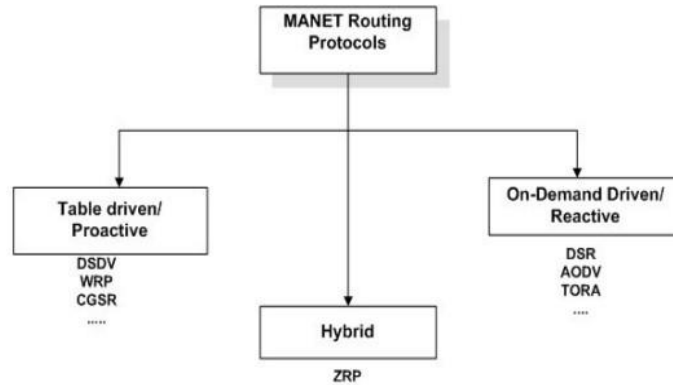 MANET Routing
Protocols
Table driven/
Proactive
DSDV
WRP
CGSR
.....
Hybrid
ZRP
On-Demand Driven/
Reactive
DSR
AODV
TORA
....